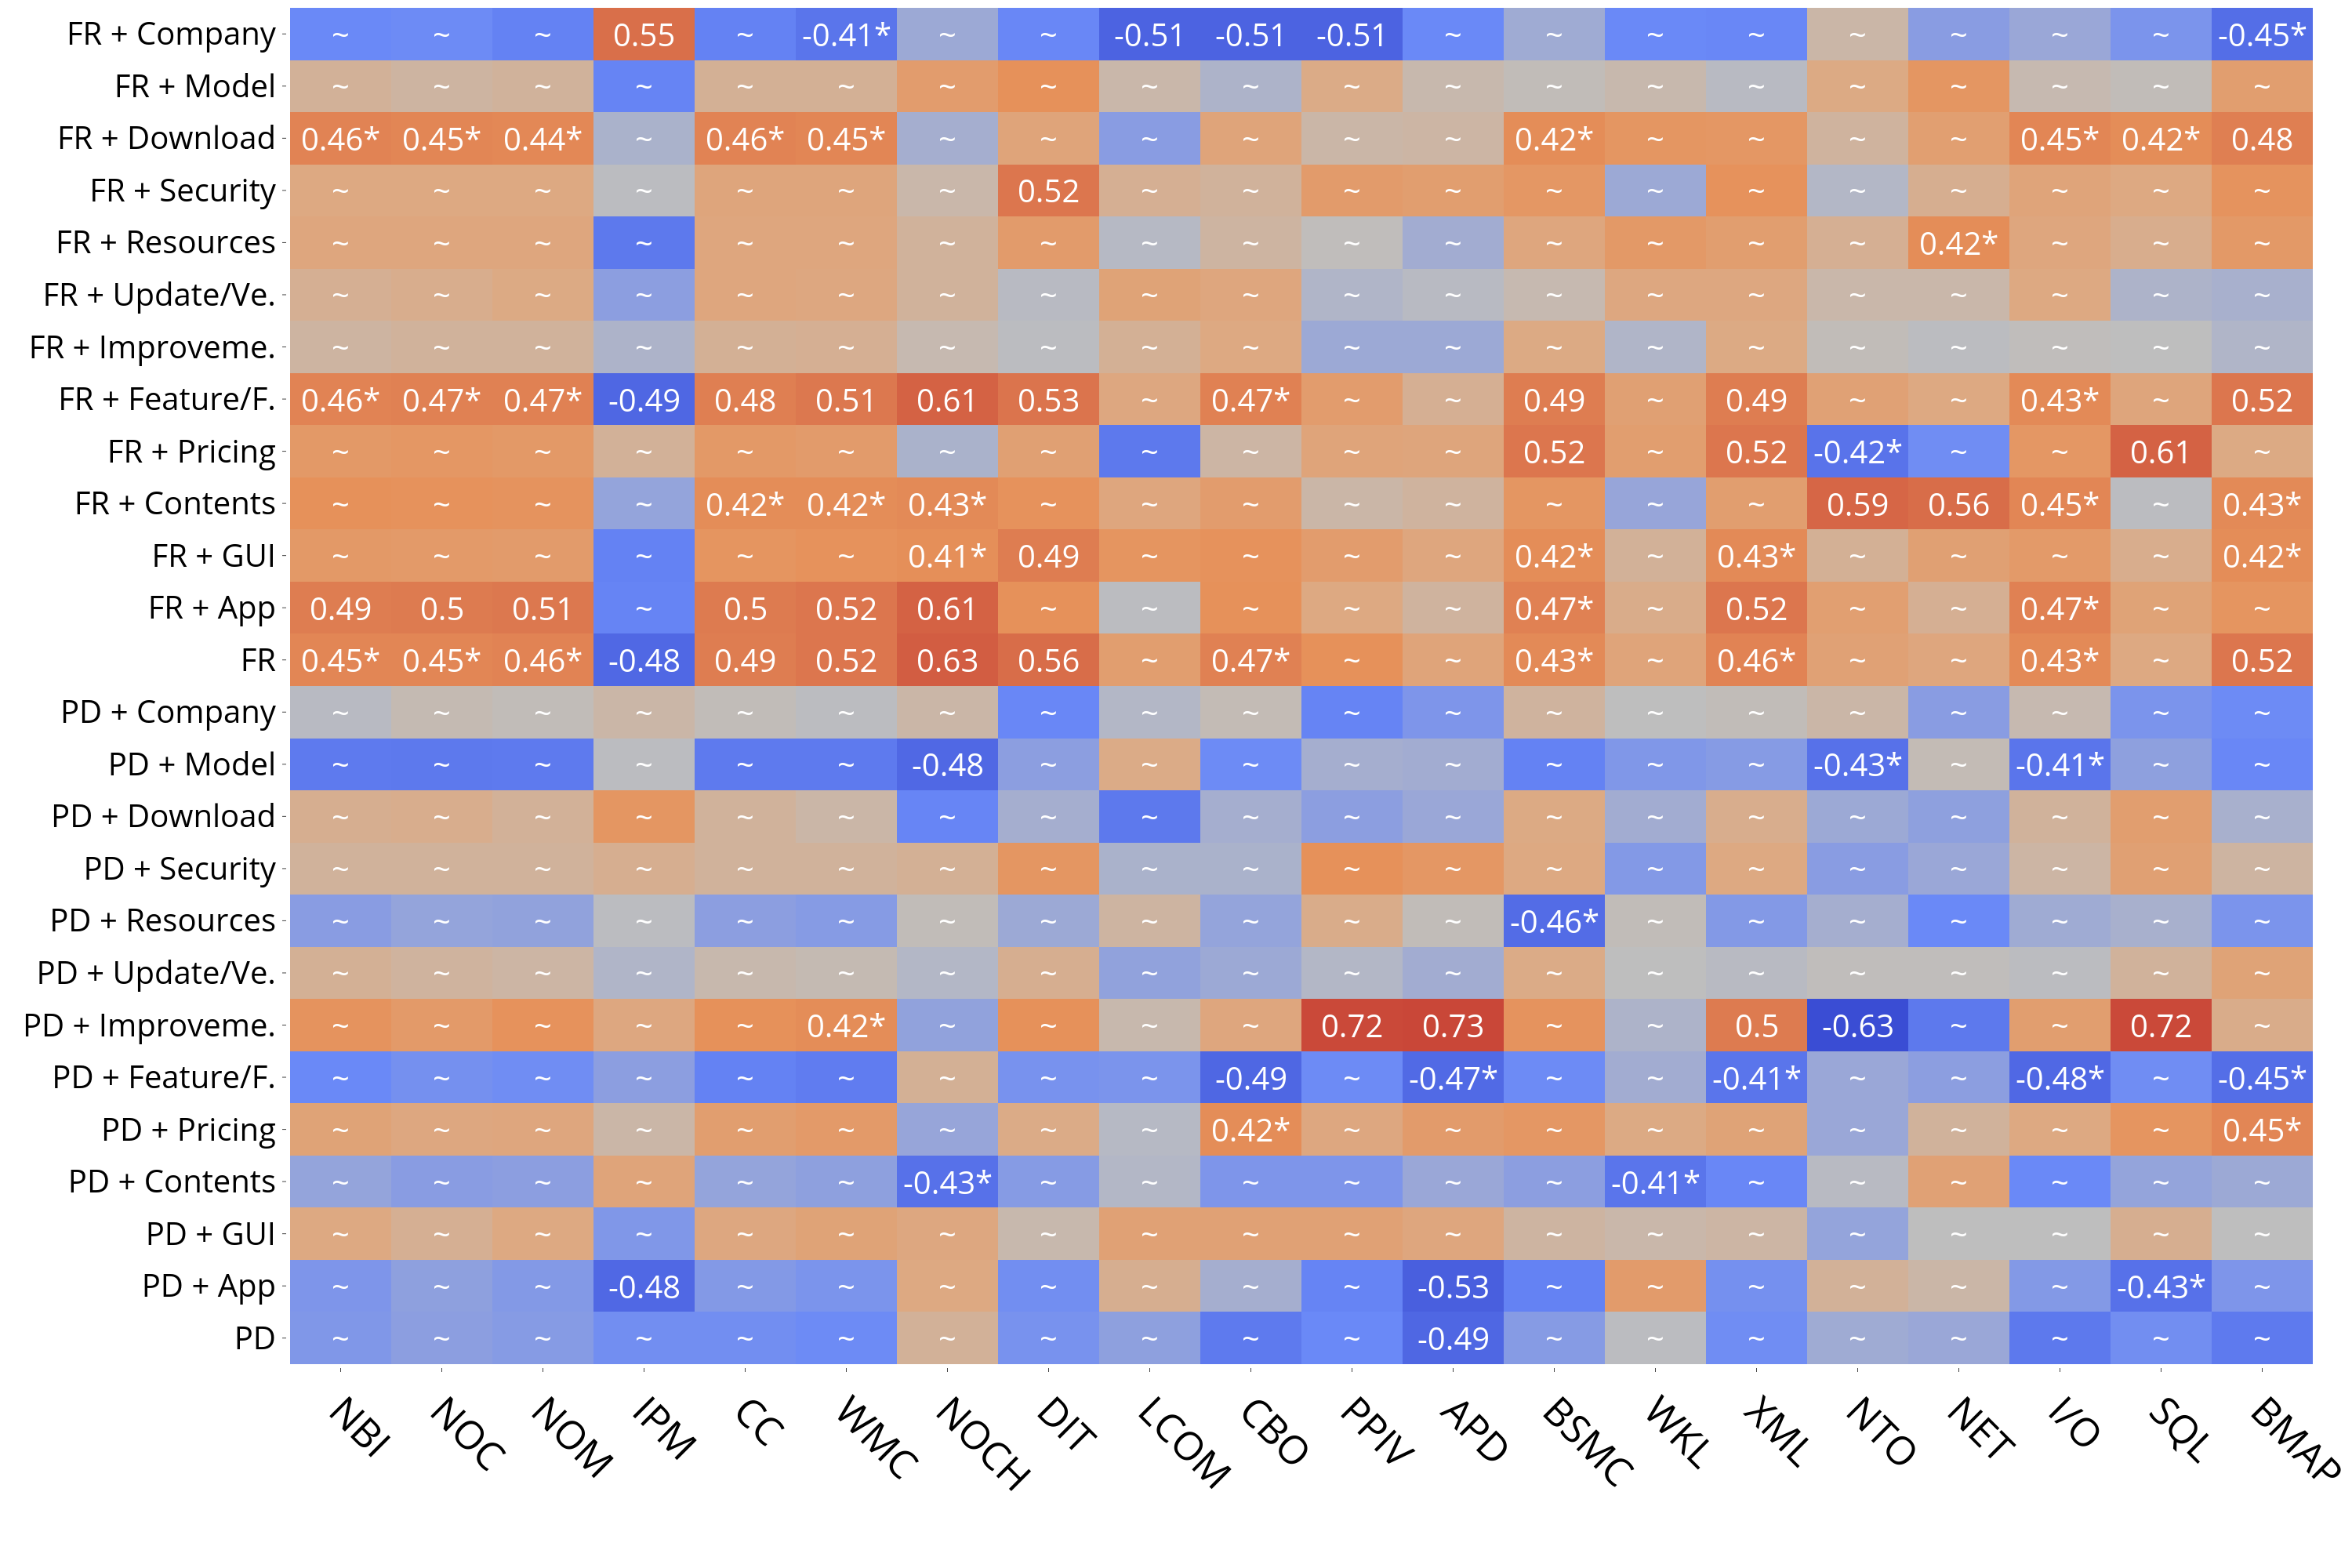 FR + Company ~ ~ ~ 0.55 ~ -0.41* ~ ~ -0.51 -0.51 -0.51 ~ ~ ~ ~ ~ ~ ~ ~ -0.45*
FR + Model ~ ~ ~ ~ ~ ~ ~ ~ ~ ~ ~ ~ ~ ~ ~ ~ ~ ~ ~ ~
FR + Download 0.46* 0.45* 0.44* ~ 0.46* 0.45* ~ ~ ~ ~ ~ ~ 0.42* ~ ~ ~ ~ 0.45* 0.42* 0.48
FR + Security ~ ~ ~ ~ ~ ~ ~ 0.52 ~ ~ ~ ~ ~ ~ ~ ~ ~ ~ ~ ~
FR + Resources ~ ~ ~ ~ ~ ~ ~ ~ ~ ~ ~ ~ ~ ~ ~ ~ 0.42* ~ ~ ~
FR + Update/Ve. ~ ~ ~ ~ ~ ~ ~ ~ ~ ~ ~ ~ ~ ~ ~ ~ ~ ~ ~ ~
FR + Improveme. ~ ~ ~ ~ ~ ~ ~ ~ ~ ~ ~ ~ ~ ~ ~ ~ ~ ~ ~ ~
FR + Feature/F. 0.46* 0.47* 0.47* -0.49 0.48 0.51 0.61 0.53 ~ 0.47* ~ ~ 0.49 ~ 0.49 ~ ~ 0.43* ~ 0.52
FR + Pricing ~ ~ ~ ~ ~ ~ ~ ~ ~ ~ ~ ~ 0.52 ~ 0.52 -0.42* ~ ~ 0.61 ~
FR + Contents ~ ~ ~ ~ 0.42* 0.42* 0.43* ~ ~ ~ ~ ~ ~ ~ ~ 0.59 0.56 0.45* ~ 0.43*
FR + GUI ~ ~ ~ ~ ~ ~ 0.41* 0.49 ~ ~ ~ ~ 0.42* ~ 0.43* ~ ~ ~ ~ 0.42*
FR + App 0.49 0.5 0.51 ~ 0.5 0.52 0.61 ~ ~ ~ ~ ~ 0.47* ~ 0.52 ~ ~ 0.47* ~ ~
FR 0.45* 0.45* 0.46* -0.48 0.49 0.52 0.63 0.56 ~ 0.47* ~ ~ 0.43* ~ 0.46* ~ ~ 0.43* ~ 0.52
PD + Company ~ ~ ~ ~ ~ ~ ~ ~ ~ ~ ~ ~ ~ ~ ~ ~ ~ ~ ~ ~
PD + Model ~ ~ ~ ~ ~ ~ -0.48 ~ ~ ~ ~ ~ ~ ~ ~ -0.43* ~ -0.41* ~ ~
PD + Download ~ ~ ~ ~ ~ ~ ~ ~ ~ ~ ~ ~ ~ ~ ~ ~ ~ ~ ~ ~
PD + Security ~ ~ ~ ~ ~ ~ ~ ~ ~ ~ ~ ~ ~ ~ ~ ~ ~ ~ ~ ~
PD + Resources ~ ~ ~ ~ ~ ~ ~ ~ ~ ~ ~ ~ -0.46* ~ ~ ~ ~ ~ ~ ~
PD + Update/Ve. ~ ~ ~ ~ ~ ~ ~ ~ ~ ~ ~ ~ ~ ~ ~ ~ ~ ~ ~ ~
PD + Improveme. ~ ~ ~ ~ ~ 0.42* ~ ~ ~ ~ 0.72 0.73 ~ ~ 0.5 -0.63 ~ ~ 0.72 ~
PD + Feature/F. ~ ~ ~ ~ ~ ~ ~ ~ ~ -0.49 ~ -0.47* ~ ~ -0.41* ~ ~ -0.48* ~ -0.45*
PD + Pricing ~ ~ ~ ~ ~ ~ ~ ~ ~ 0.42* ~ ~ ~ ~ ~ ~ ~ ~ ~ 0.45*
PD + Contents ~ ~ ~ ~ ~ ~ -0.43* ~ ~ ~ ~ ~ ~ -0.41* ~ ~ ~ ~ ~ ~
PD + GUI ~ ~ ~ ~ ~ ~ ~ ~ ~ ~ ~ ~ ~ ~ ~ ~ ~ ~ ~ ~
PD + App ~ ~ ~ -0.48 ~ ~ ~ ~ ~ ~ ~ -0.53 ~ ~ ~ ~ ~ ~ -0.43* ~
PD ~ ~ ~ ~ ~ ~ ~ ~ ~ ~ ~ -0.49 ~ ~ ~ ~ ~ ~ ~ ~
NBI NOC NOM IPM CC WMC NOCH DIT LCOM CBO PPIV APD BSMC WKL XML NTO NET I/O SQL BMAP